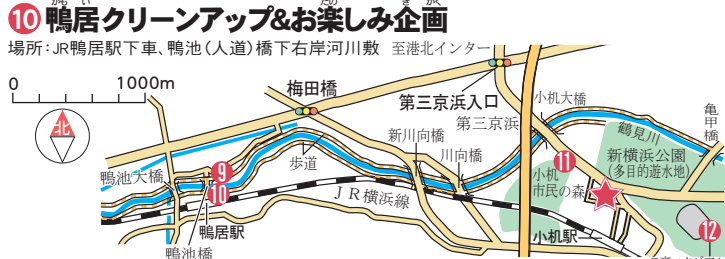 ⑩鴨居クリーンアップ&お楽しみ企画
場所：JR鴨居駅下車、鴨池（人道）橋下右岸河川敷
至港北インター
0 1000m
北
梅田橋
第三京浜入口
第三京浜
小机大橋
亀甲橋
鶴見川
新川向橋
川向橋
歩道
鴨池大橋
⑨
⑩
⑪
小机
市民の森
新横浜公園
（多目的遊水地）
JR横浜線
鴨居駅
鴨池橋
小机駅
⑫